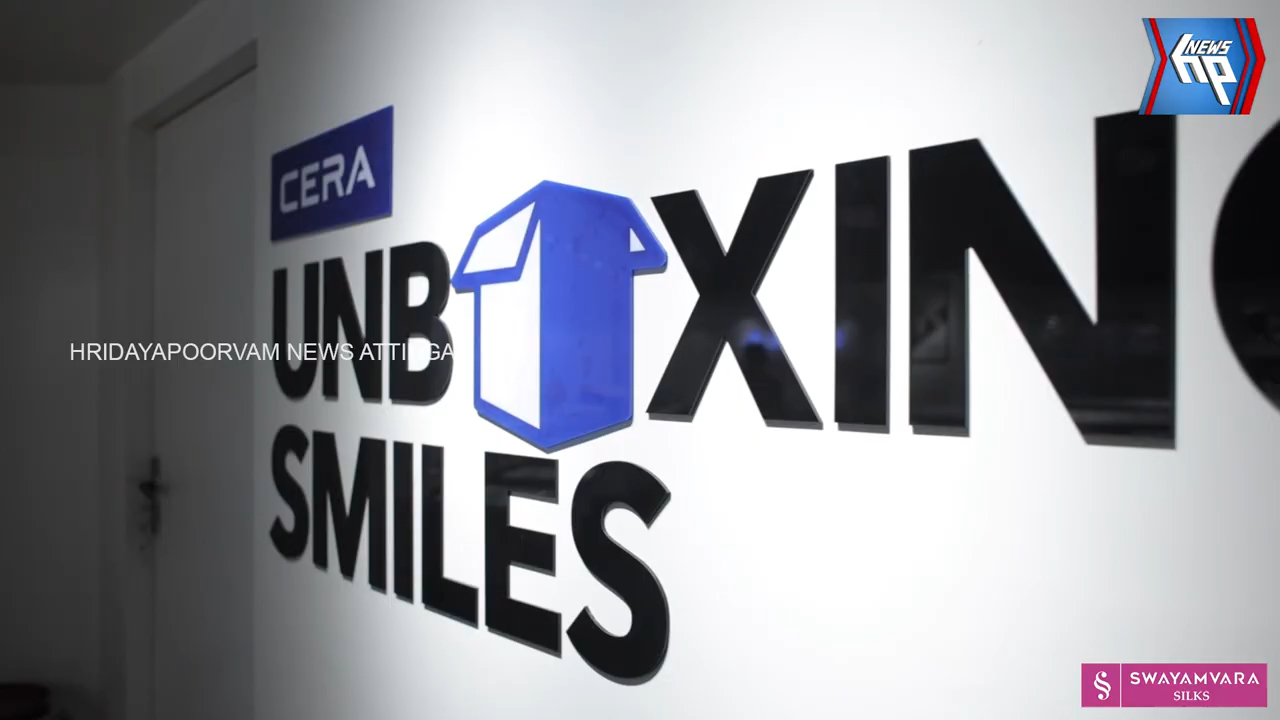 NEWS
hp
CERA
UNBOXING
SMILES
HRIDAYAPOORVAM NEWS ATTINGA
SWAYAMVARA
SILKS